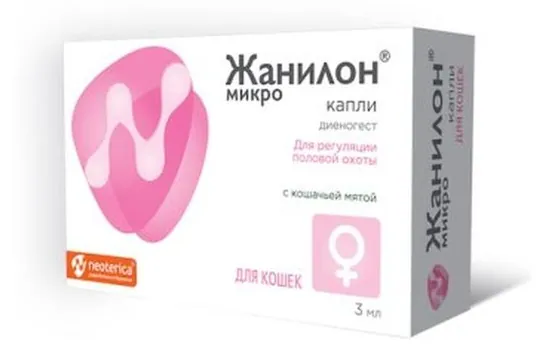 Жанилон®
микро
капли
диеногест
Для регуляции
половой охоты
с кошачьей мятой
ДЛЯ КОШЕК
3 мл
neoterica®
Жанилон®
микро
капли
ДЛЯ КОШЕК